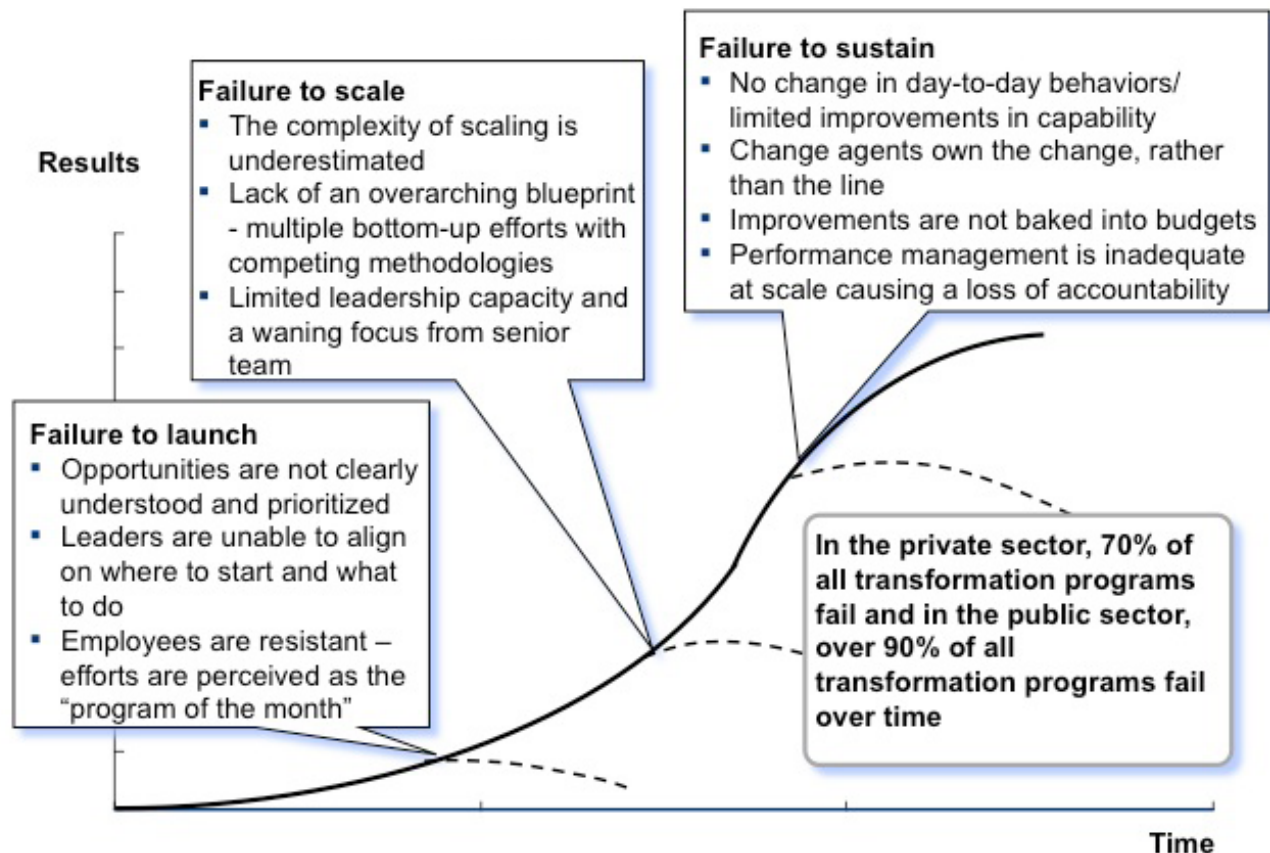 Results
Failure to launch
▪ Opportunities are not clearly
understood and prioritized
▪ Leaders are unable to align
on where to start and what
to do
▪ Employees are resistant –
efforts are perceived as the
“program of the month”
Failure to scale
▪ The complexity of scaling is
underestimated
▪ Lack of an overarching blueprint
- multiple bottom-up efforts with
competing methodologies
▪ Limited leadership capacity and
a waning focus from senior
team
Failure to sustain
▪ No change in day-to-day behaviors/
limited improvements in capability
▪ Change agents own the change, rather
than the line
▪ Improvements are not baked into budgets
▪ Performance management is inadequate
at scale causing a loss of accountability
In the private sector, 70% of
all transformation programs
fail and in the public sector,
over 90% of all
transformation programs fail
over time
Time